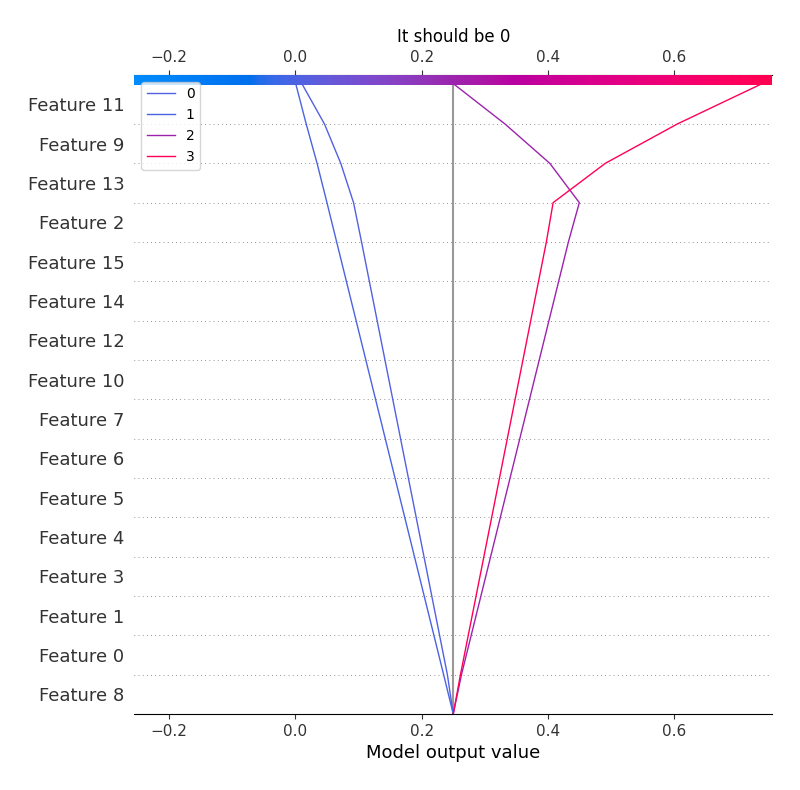 It should be 0
−0.2 0.0 0.2 0.4 0.6
0
1
2
3
Feature 11
Feature 9
Feature 13
Feature 2
Feature 15
Feature 14
Feature 12
Feature 10
Feature 7
Feature 6
Feature 5
Feature 4
Feature 3
Feature 1
Feature 0
Feature 8
−0.2 0.0 0.2 0.4 0.6
Model output value